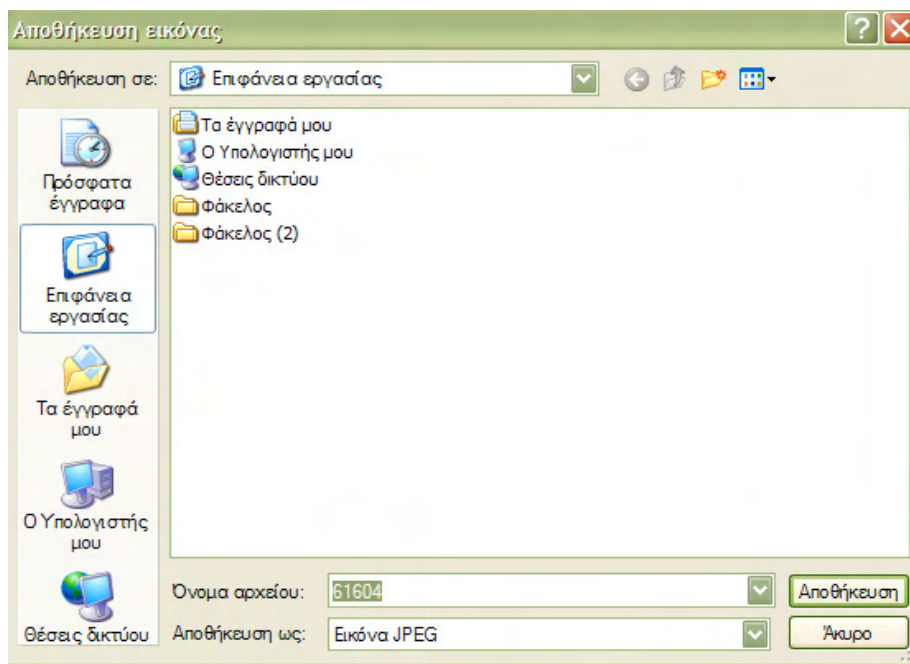 Αποθήκευση εικόνας
Αποθήκευση σε: Επιφάνεια εργασίας
Πρόσφατα
έγγραφα
Επιφάνεια
εργασίας
Τα έγγραφά
μου
Ο Υπολογιστής
μου
Θέσεις δικτύου
Τα έγγραφά μου
Ο Υπολογιστής μου
Θέσεις δικτύου
Φάκελος
Φάκελος (2)
Όνομα αρχείου: 61604 Αποθήκευση
Αποθήκευση ως: Εικόνα JPEG Άκυρο